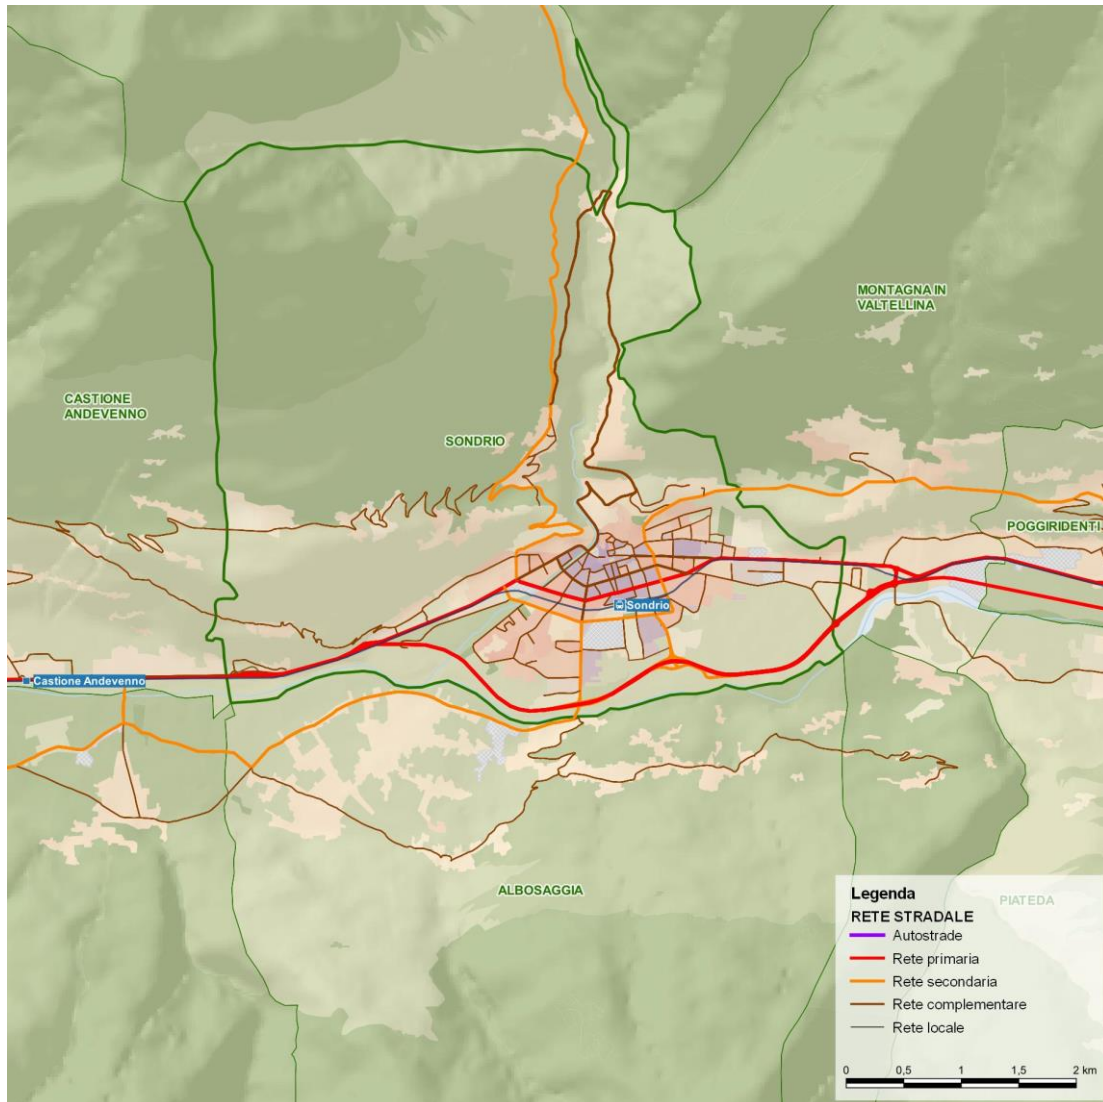 MONTAGNA IN
VALTELLINA
CASTIONE
ANDEVENNO
SONDRIO
POGGIRIDENTI
Sondrio
Castione Andevenno
ALBOSAGGIA
PIATEDA
Legenda
RETE STRADALE
Autostrade
Rete primaria
Rete secondaria
Rete complementare
Rete locale
0 0,5 1 1,5 2 km